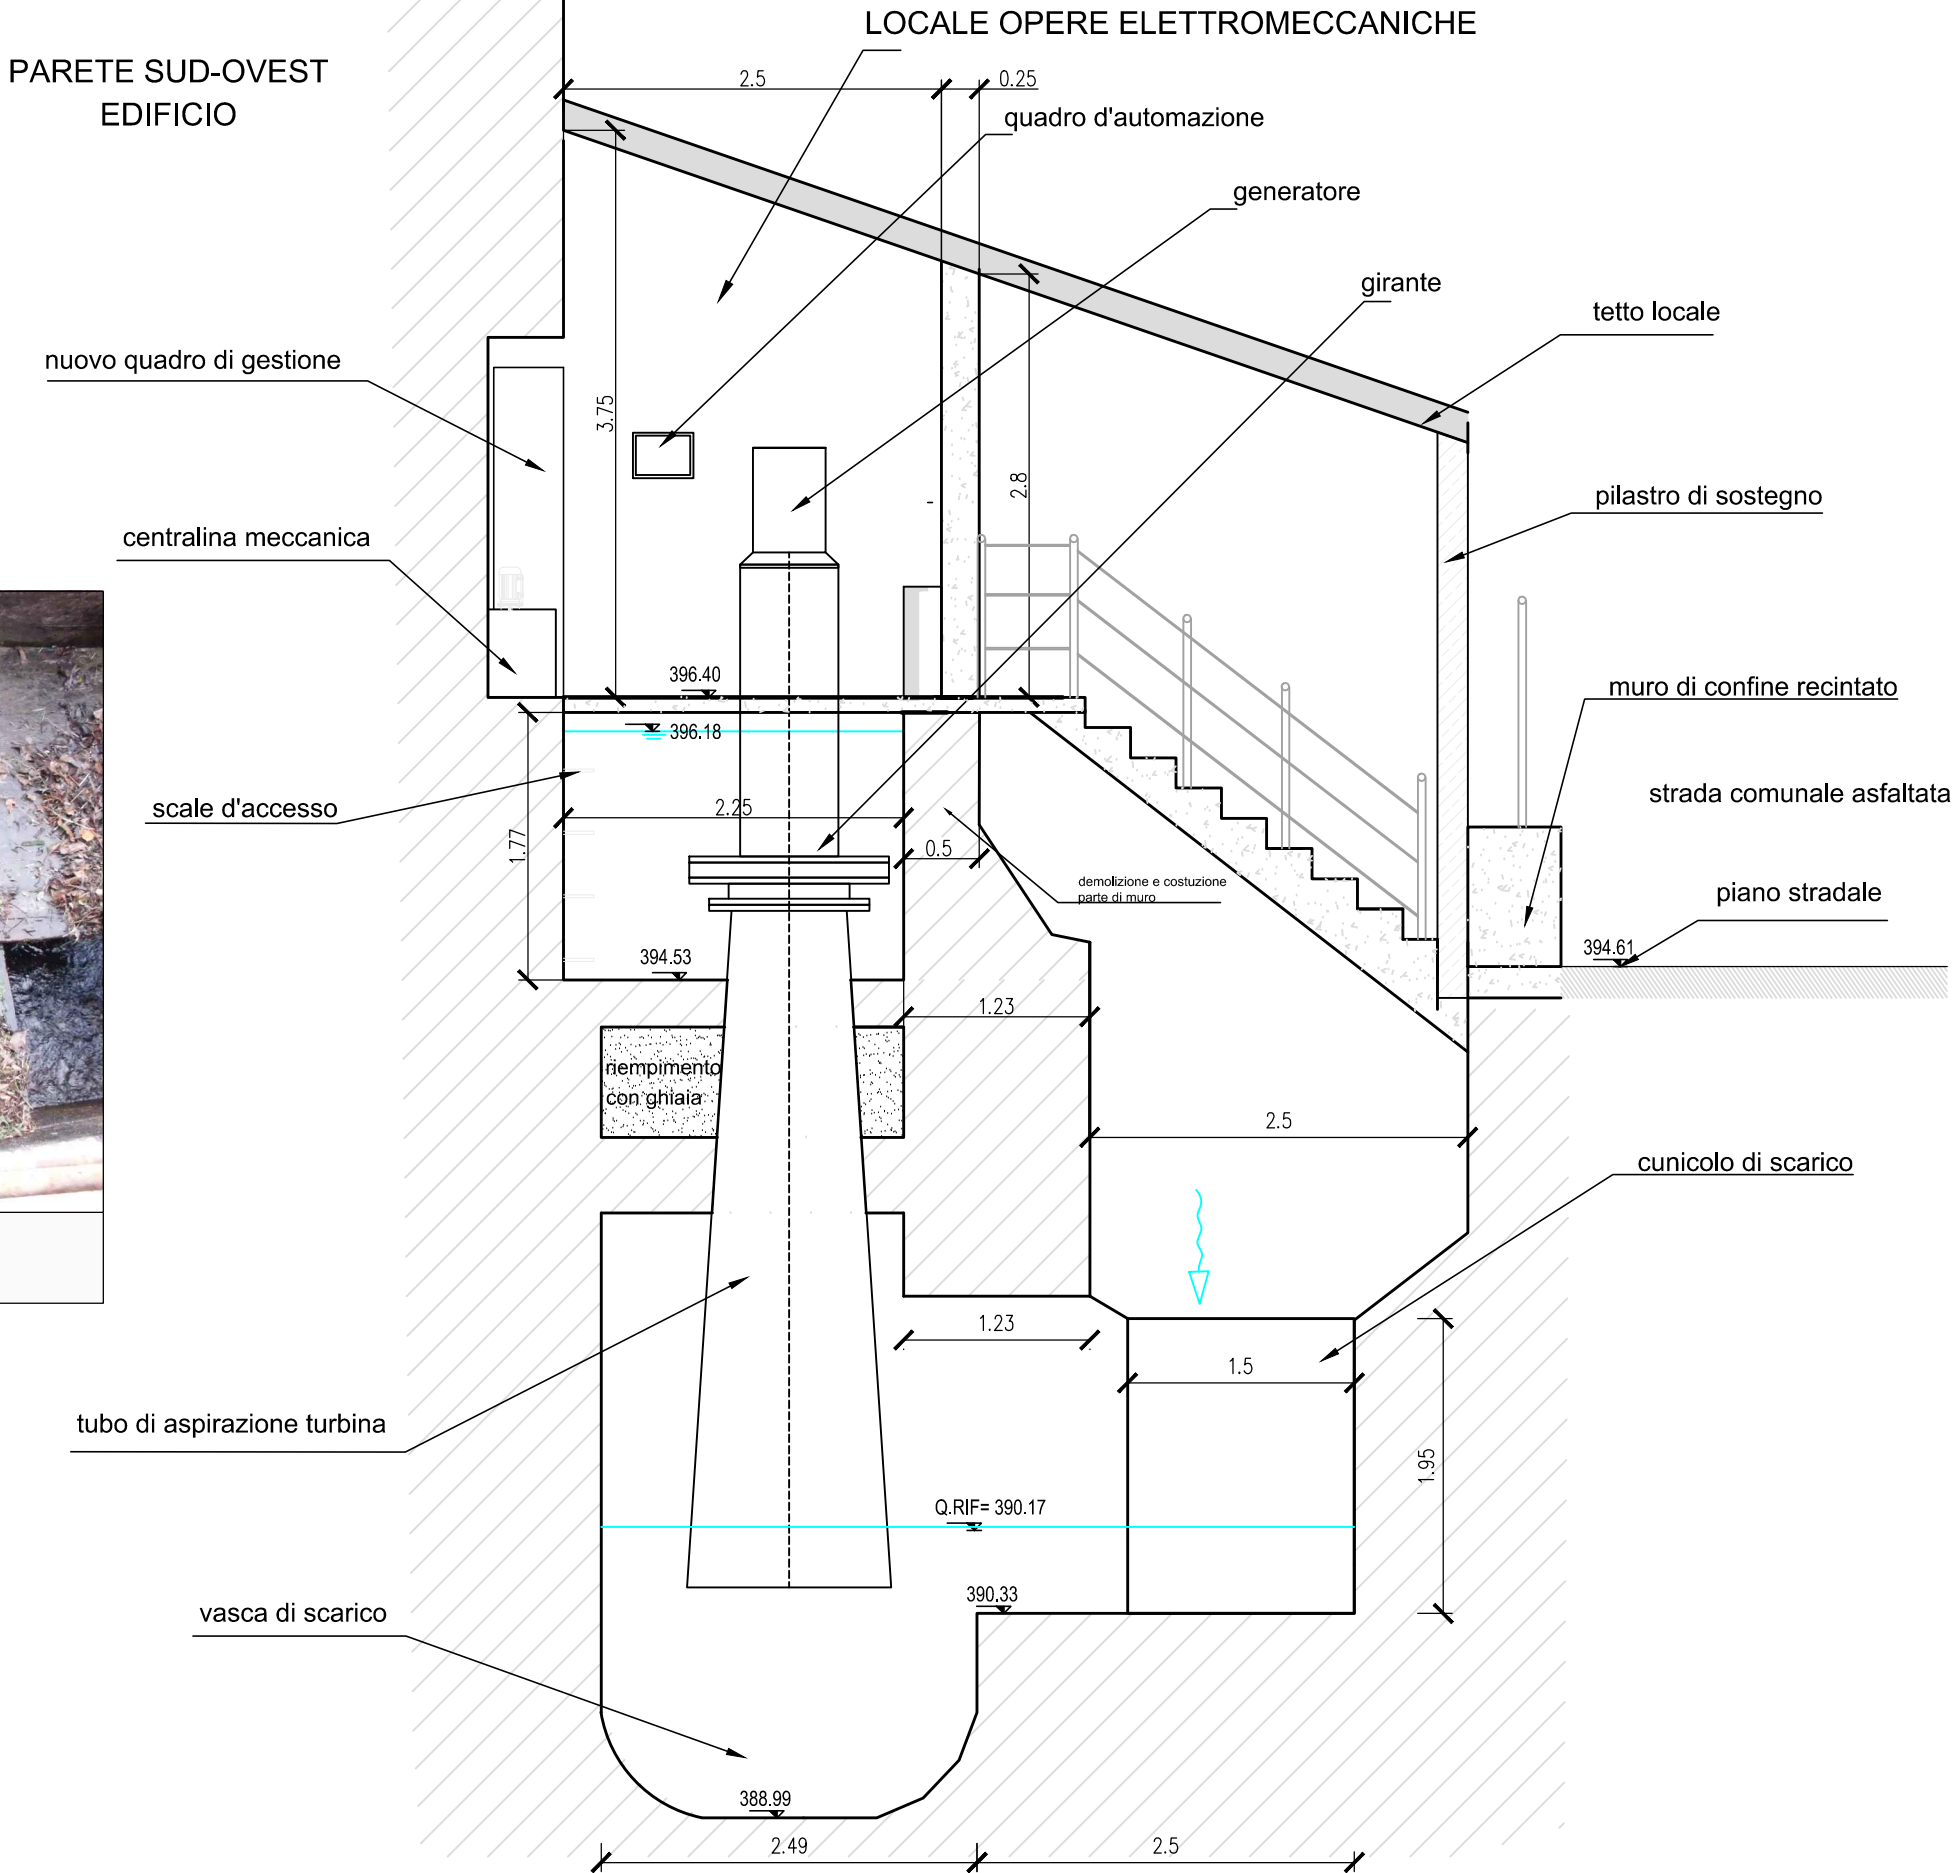 LOCALE OPERE ELETTROMECCANICHE
PARETE SUD-OVEST
EDIFICIO
2.5
0.25
quadro d'automazione
generatore
girante
tetto locale
nuovo quadro di gestione
3.75
2.8
pilastro di sostegno
centralina meccanica
396.40
muro di confine recintato
396.18
strada comunale asfaltata
scale d'accesso
2.25
1.77
0.5
demolizione e costuzione
parte di muro
piano stradale
394.61
394.53
1.23
riempimento
con ghiaia
2.5
cunicolo di scarico
1.23
1.5
tubo di aspirazione turbina
1.95
Q.RIF= 390.17
390.33
vasca di scarico
388.99
2.49
2.5